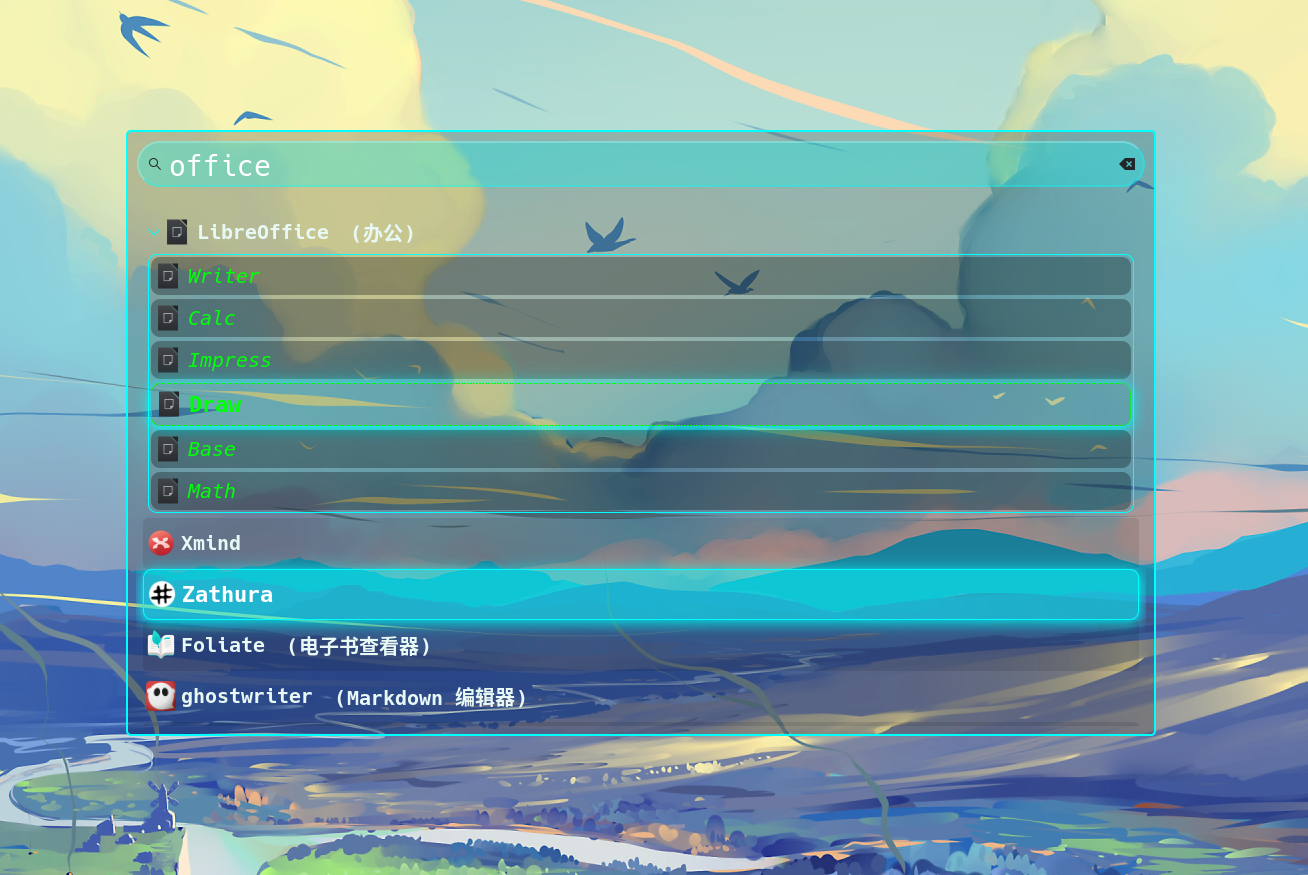 office
LibreOffice （办公）
Writer
Calc
Impress
Draw
Base
Math
Xmind
Zathura
Foliate （电子书查看器）
ghostwriter （Markdown 编辑器）